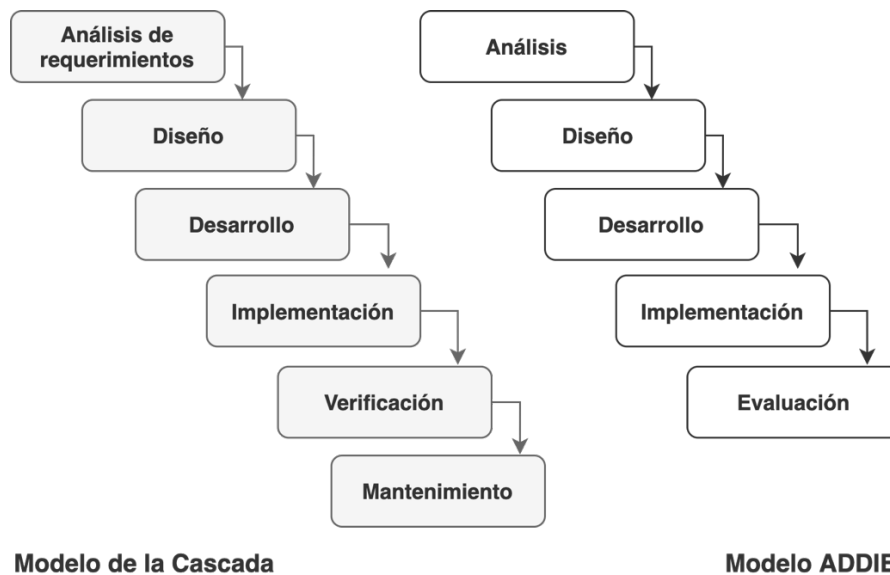 Análisis de
requerimientos
Diseño
Desarrollo
Implementación
Verificación
Mantenimiento
Modelo de la Cascada
Análisis
Diseño
Desarrollo
Implementación
Evaluación
Modelo ADDIE